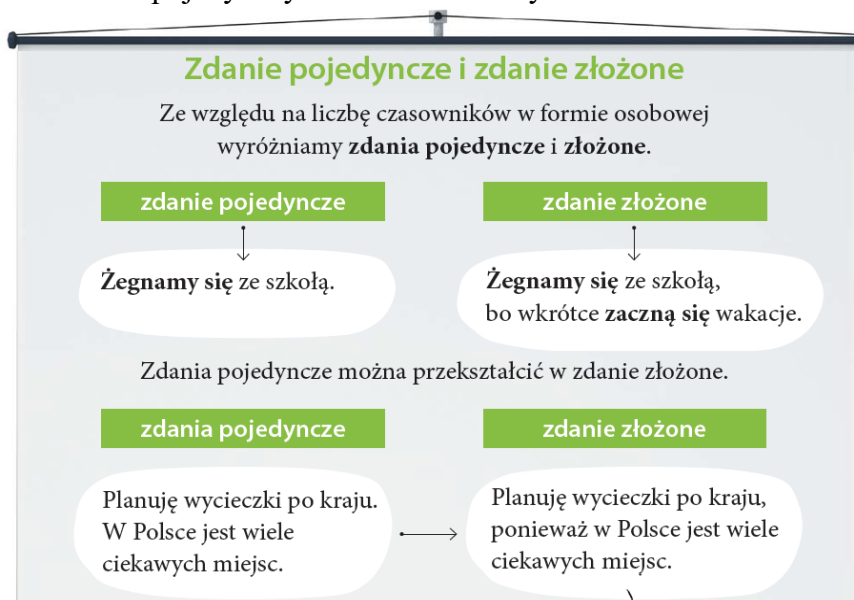 Zdanie pojedyncze i zdanie złożone
Ze względu na liczbę czasowników w formie osobowej
wyróżniamy zdania pojedyncze i złożone.
zdanie pojedyncze
zdanie złożone
Żegnamy się ze szkołą.
Żegnamy się ze szkołą,
bo wkrótce zaczną się wakacje.
Zdania pojedyncze można przekształcić w zdanie złożone.
zdania pojedyncze
zdanie złożone
Planuję wycieczki po kraju.
W Polsce jest wiele
ciekawych miejsc.
Planuję wycieczki po kraju,
ponieważ w Polsce jest wiele
ciekawych miejsc.